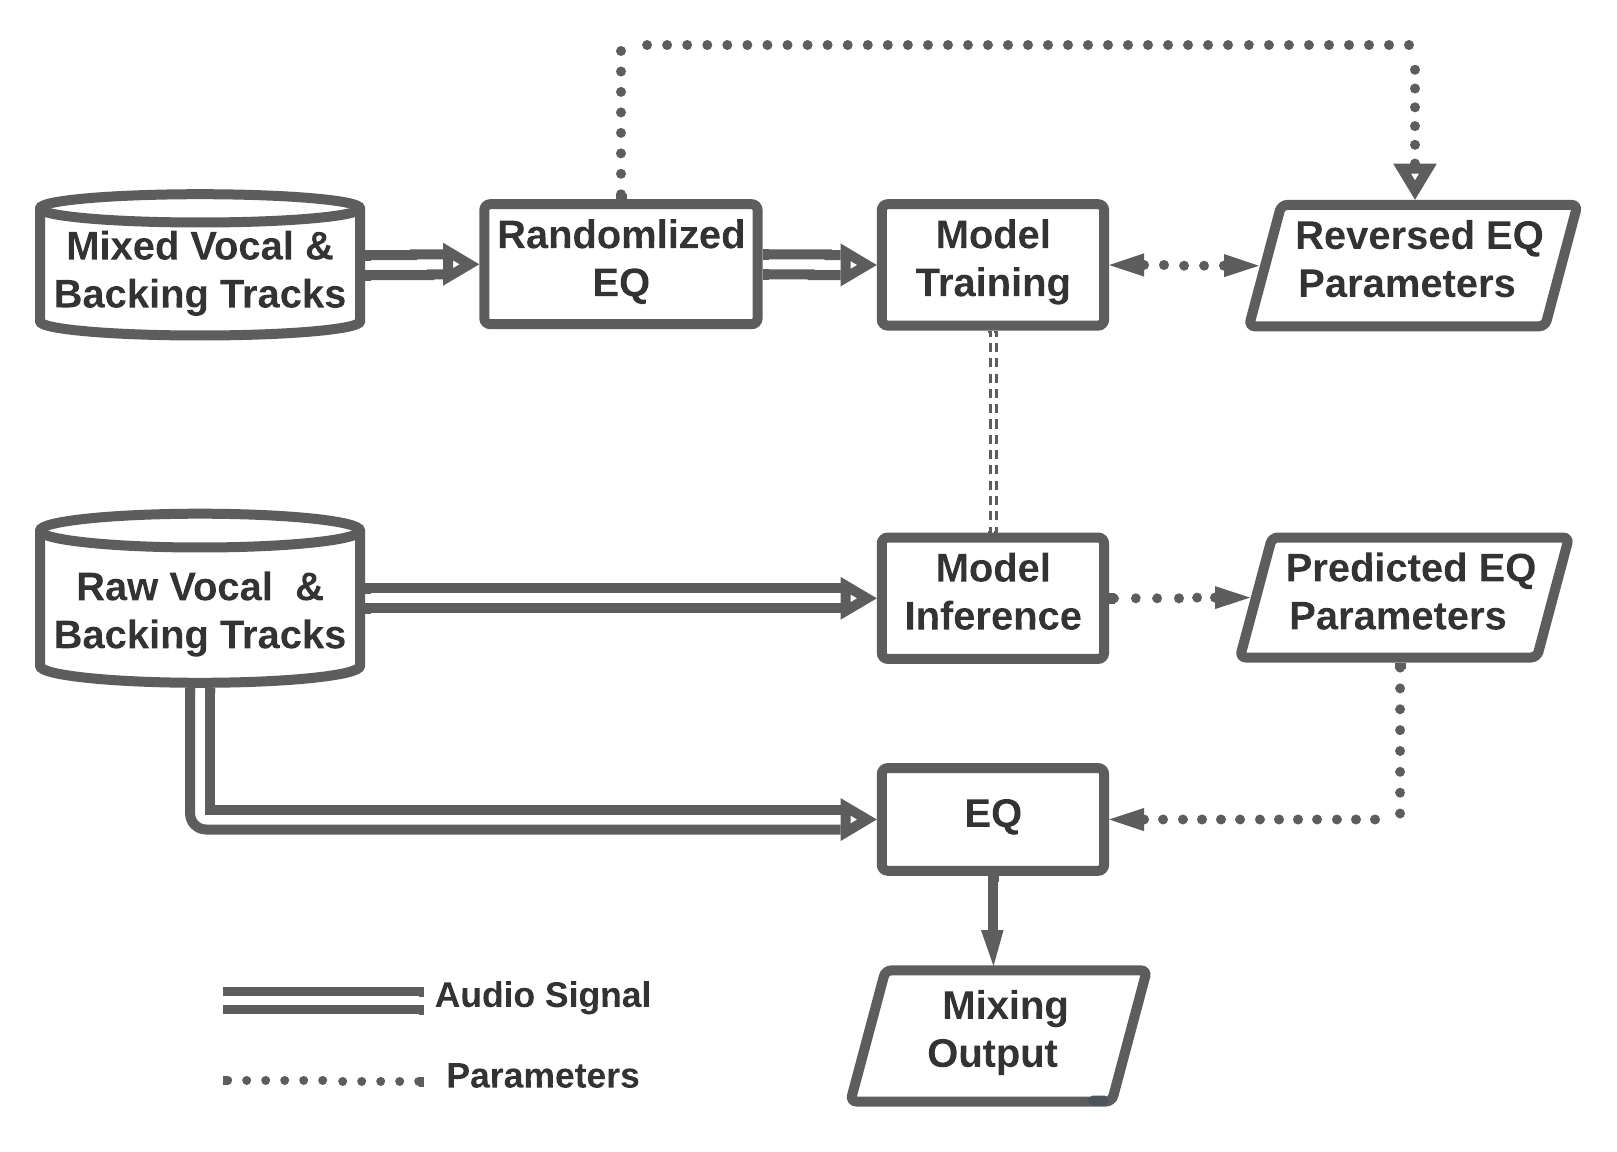 Mixed Vocal &
Backing Tracks
Randomlized
EQ
Model
Training
Reversed EQ
Parameters
Raw Vocal  &
Backing Tracks
Model
Inference
Predicted EQ
Parameters
EQ
Mixing
Output
Audio Signal
Parameters